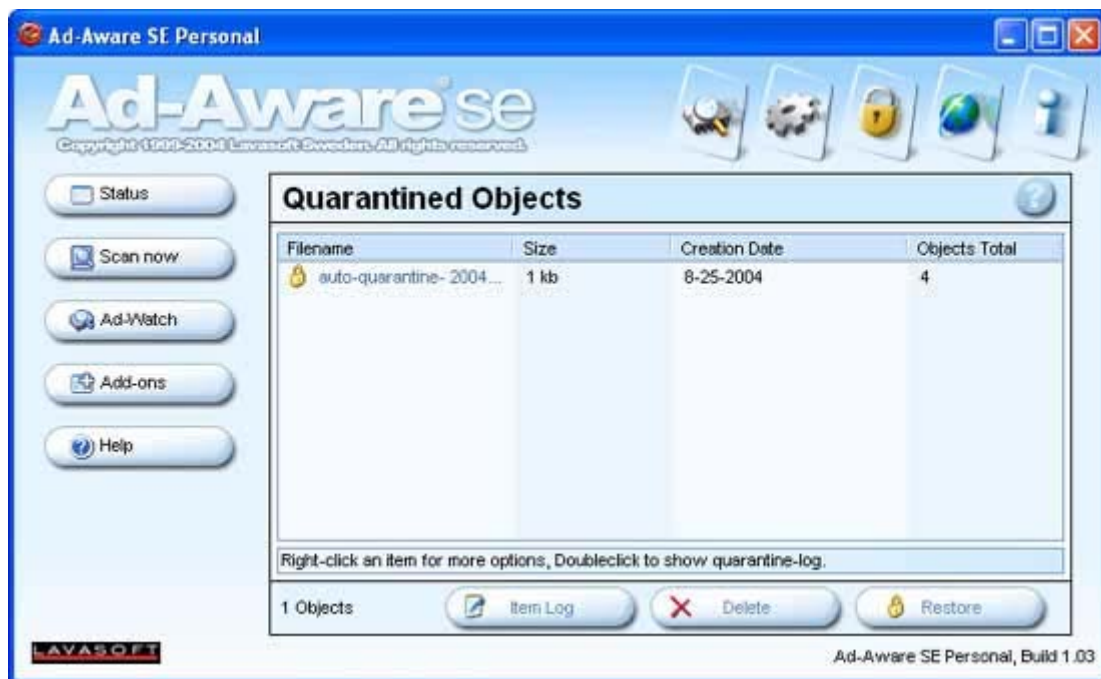 Ad-Aware SE Personal
Ad-Aware SE
Copyright 1999-2004 Lavasoft Sweden. All rights reserved.
Status
Scan now
Ad-Watch
Add-ons
Help
Quarantined Objects
Filename Size Creation Date Objects Total
auto-quarantine- 2004... 1 kb 8-25-2004 4
Right-click an item for more options, Doubleclick to show quarantine-log.
1 Objects Item Log Delete Restore
LAVASOFT
Ad-Aware SE Personal, Build 1.03